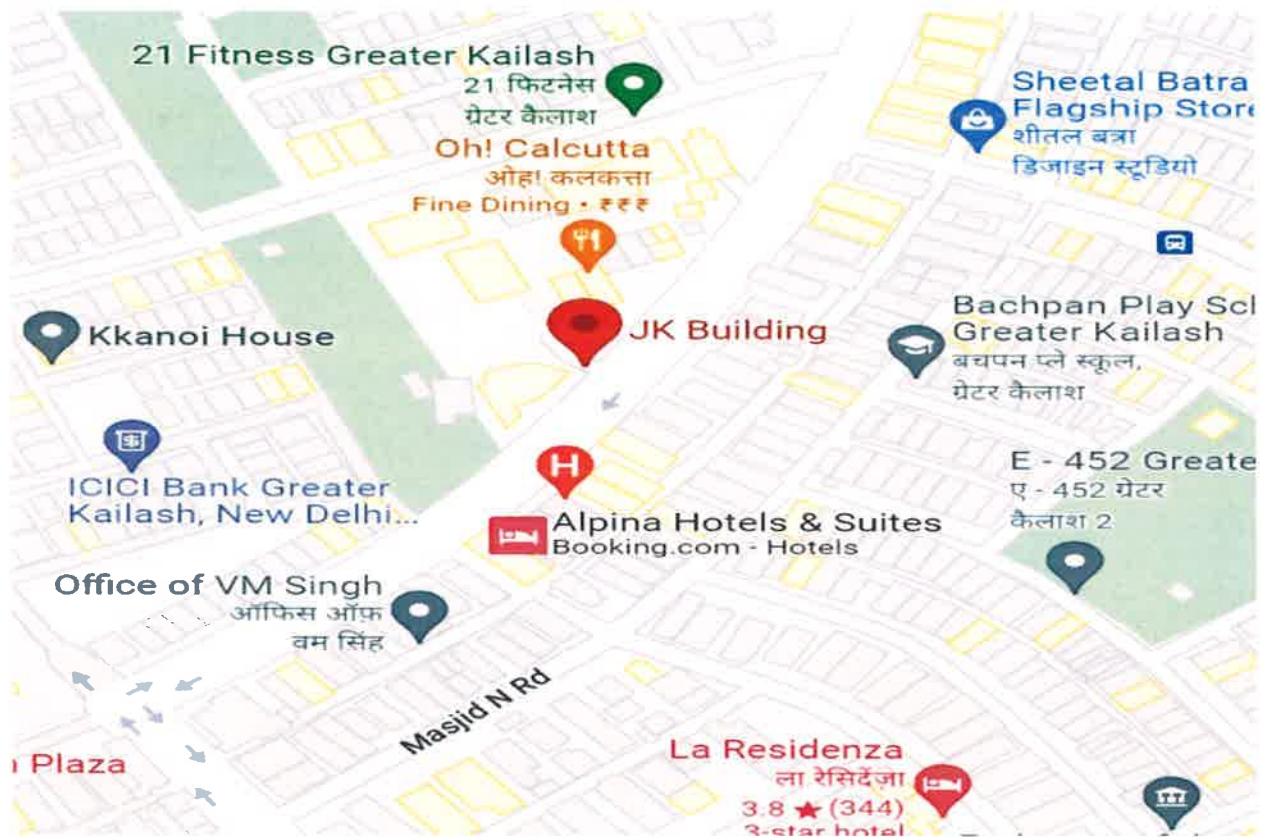 21 Fitness Greater Kailash
21 फिटनेस
ग्रेटर कैलाश
Oh! Calcutta
ओह! कलकत्ता
Fine Dining • ₹₹₹
Sheetal Batra
Flagship Store
शीतल बत्रा
डिजाइन स्टूडियो
Kkanoi House
JK Building
Bachpan Play Scl
Greater Kailash
बचपन प्ले स्कूल,
ग्रेटर कैलाश
ICICI Bank Greater
Kailash, New Delhi...
H
Alpina Hotels & Suites
Booking.com - Hotels
E - 452 Greate
ए - 452 ग्रेटर
कैलाश 2
Office of VM Singh
ऑफिस ऑफ़
वम सिंह
Masjid N Rd
Plaza
La Residenza
ला रेसिदेंज़ा
3.8 ★ (344)
3-star hotel